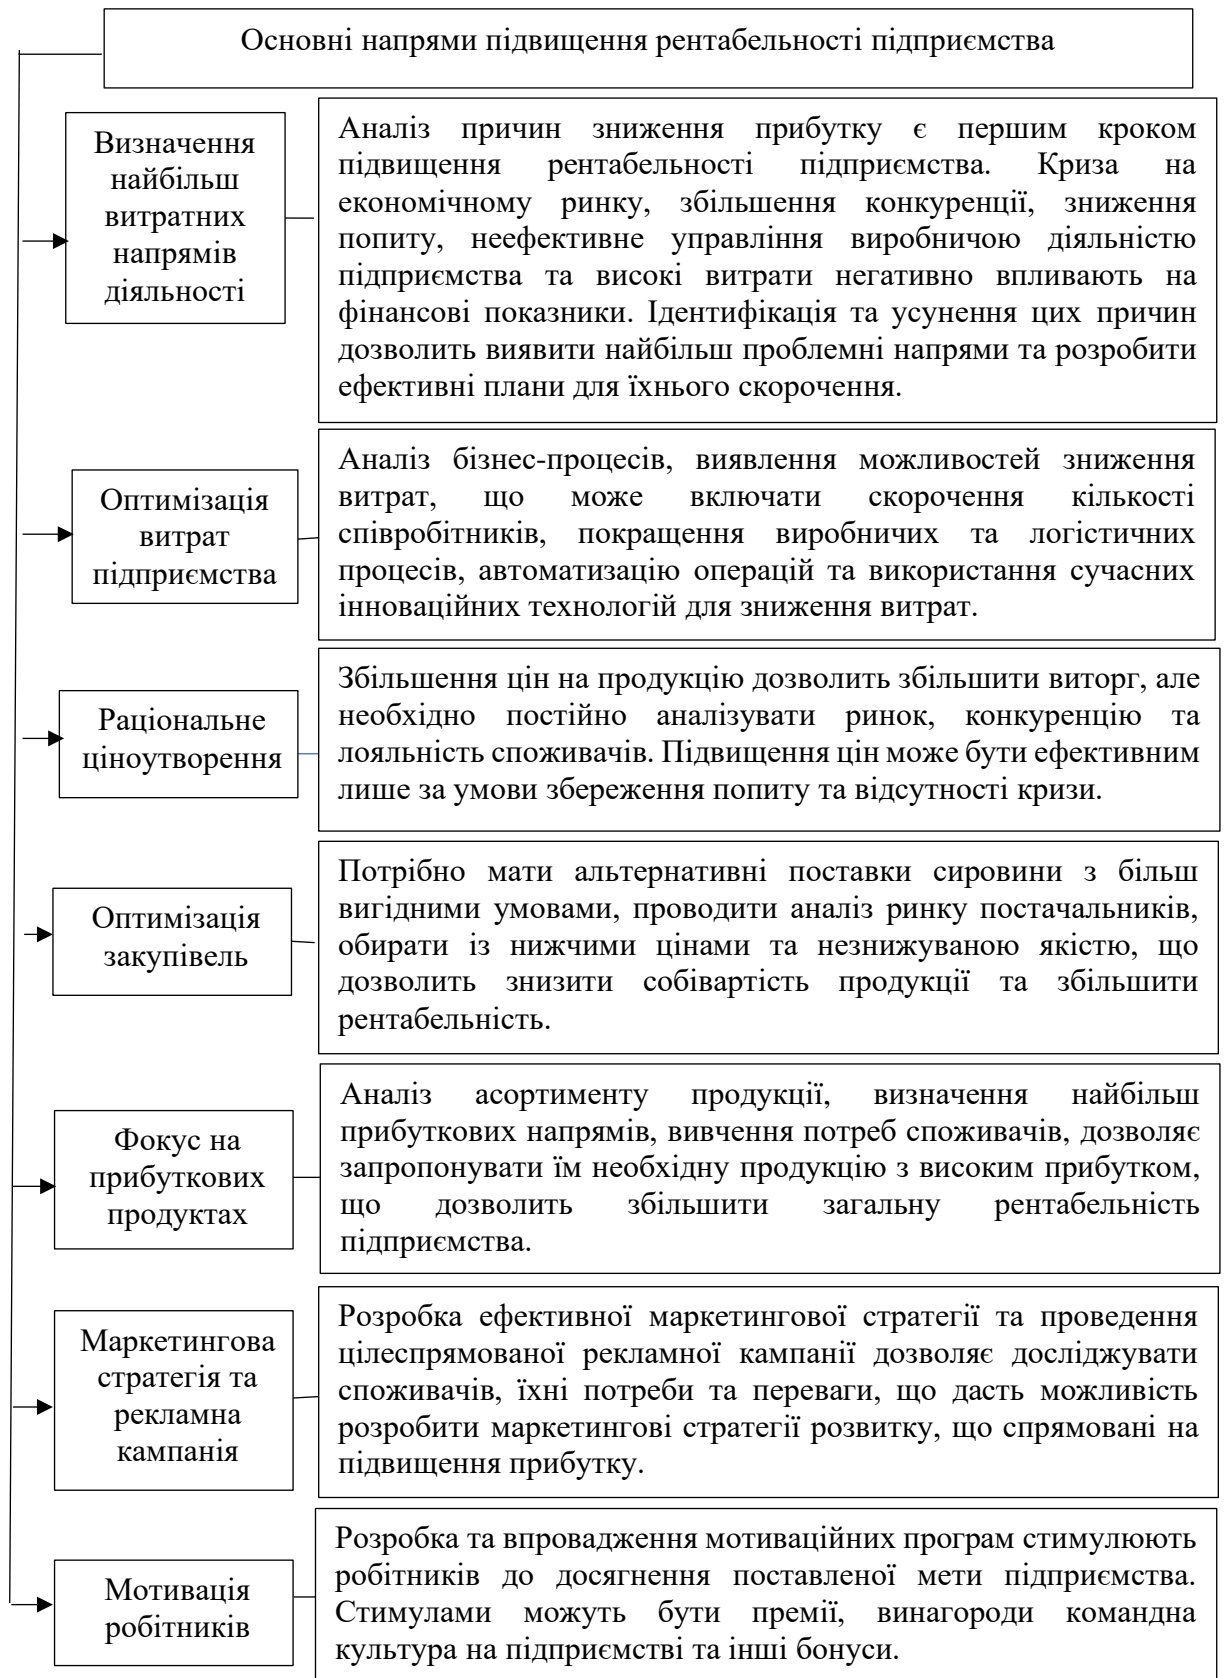 Основні напрями підвищення рентабельності підприємства
Визначення
найбільш
витратних
напрямів
діяльності
Аналіз причин зниження прибутку є першим кроком
підвищення рентабельності підприємства. Криза на
економічному ринку, збільшення конкуренції, зниження
попиту, неефективне управління виробничою діяльністю
підприємства та високі витрати негативно впливають на
фінансові показники. Ідентифікація та усунення цих причин
дозволить виявити найбільш проблемні напрями та розробити
ефективні плани для їхнього скорочення.
Оптимізація
витрат
підприємства
Аналіз бізнес-процесів, виявлення можливостей зниження
витрат, що може включати скорочення кількості
співробітників, покращення виробничих та логістичних
процесів, автоматизацію операцій та використання сучасних
інноваційних технологій для зниження витрат.
Раціональне
ціноутворення
Збільшення цін на продукцію дозволить збільшити виторг, але
необхідно постійно аналізувати ринок, конкуренцію та
лояльність споживачів. Підвищення цін може бути ефективним
лише за умови збереження попиту та відсутності кризи.
Оптимізація
закупівель
Потрібно мати альтернативні поставки сировини з більш
вигідними умовами, проводити аналіз ринку постачальників,
обирати із нижчими цінами та незнижуваною якістю, що
дозволить знизити собівартість продукції та збільшити
рентабельність.
Фокус на
прибуткових
продуктах
Аналіз асортименту продукції, визначення найбільш
прибуткових напрямів, вивчення потреб споживачів, дозволяє
запропонувати їм необхідну продукцію з високим прибутком,
що дозволить збільшити загальну рентабельність
підприємства.
Маркетингова
стратегія та
рекламна
кампанія
Розробка ефективної маркетингової стратегії та проведення
цілеспрямованої рекламної кампанії дозволяє досліджувати
споживачів, їхні потреби та переваги, що дасть можливість
розробити маркетингові стратегії розвитку, що спрямовані на
підвищення прибутку.
Мотивація
робітників
Розробка та впровадження мотиваційних програм стимулюють
робітників до досягнення поставленої мети підприємства.
Стимулами можуть бути премії, винагороди командна
культура на підприємстві та інші бонуси.